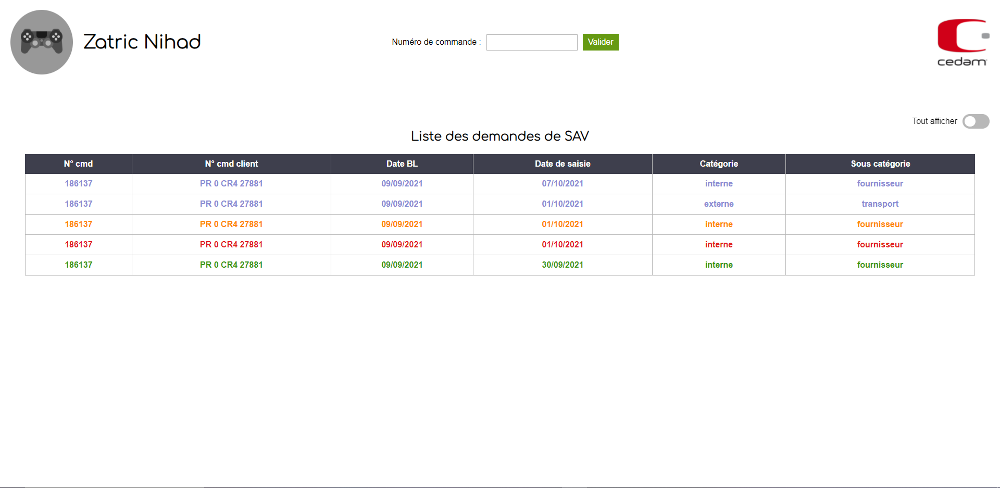 Zatric Nihad
Numéro de commande : Valider
cedam
Tout afficher
Liste des demandes de SAV
N° cmd N° cmd client Date BL Date de saisie Catégorie Sous catégorie
186137 PR 0 CR4 27881 09/09/2021 07/10/2021 interne fournisseur
186137 PR 0 CR4 27881 09/09/2021 01/10/2021 externe transport
186137 PR 0 CR4 27881 09/09/2021 01/10/2021 interne fournisseur
186137 PR 0 CR4 27881 09/09/2021 01/10/2021 interne fournisseur
186137 PR 0 CR4 27881 09/09/2021 30/09/2021 interne fournisseur